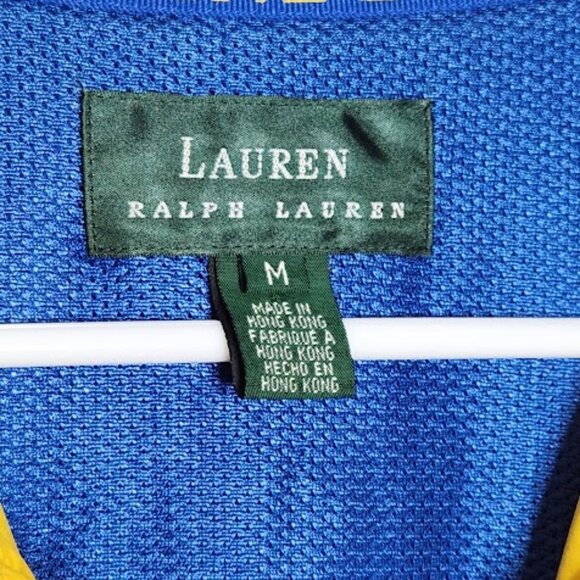 LAUREN
RALPH LAUREN
M
MADE IN
HONG KONG
FABRIQUE A
HONG KONG
HECHO EN
HONG KONG